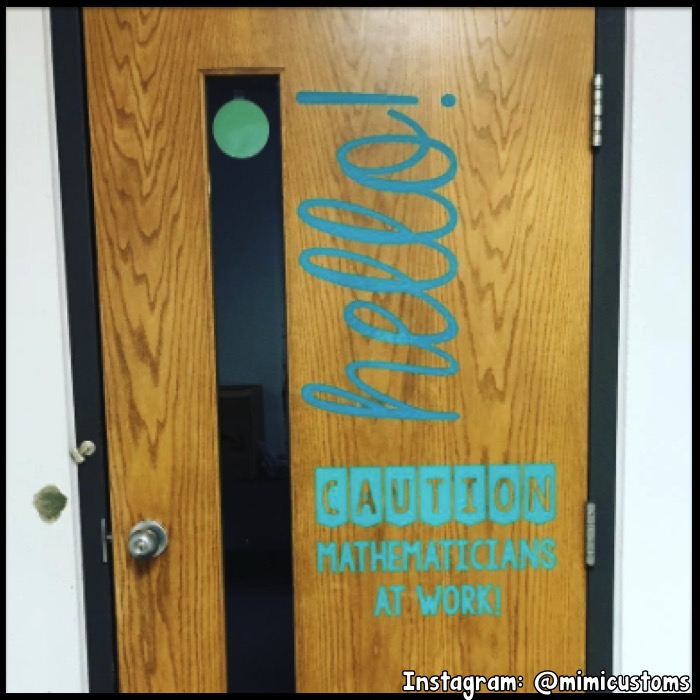 hello!
CAUTION
MATHEMATICIANS
AT WORK!
Instagram: @mimicustoms